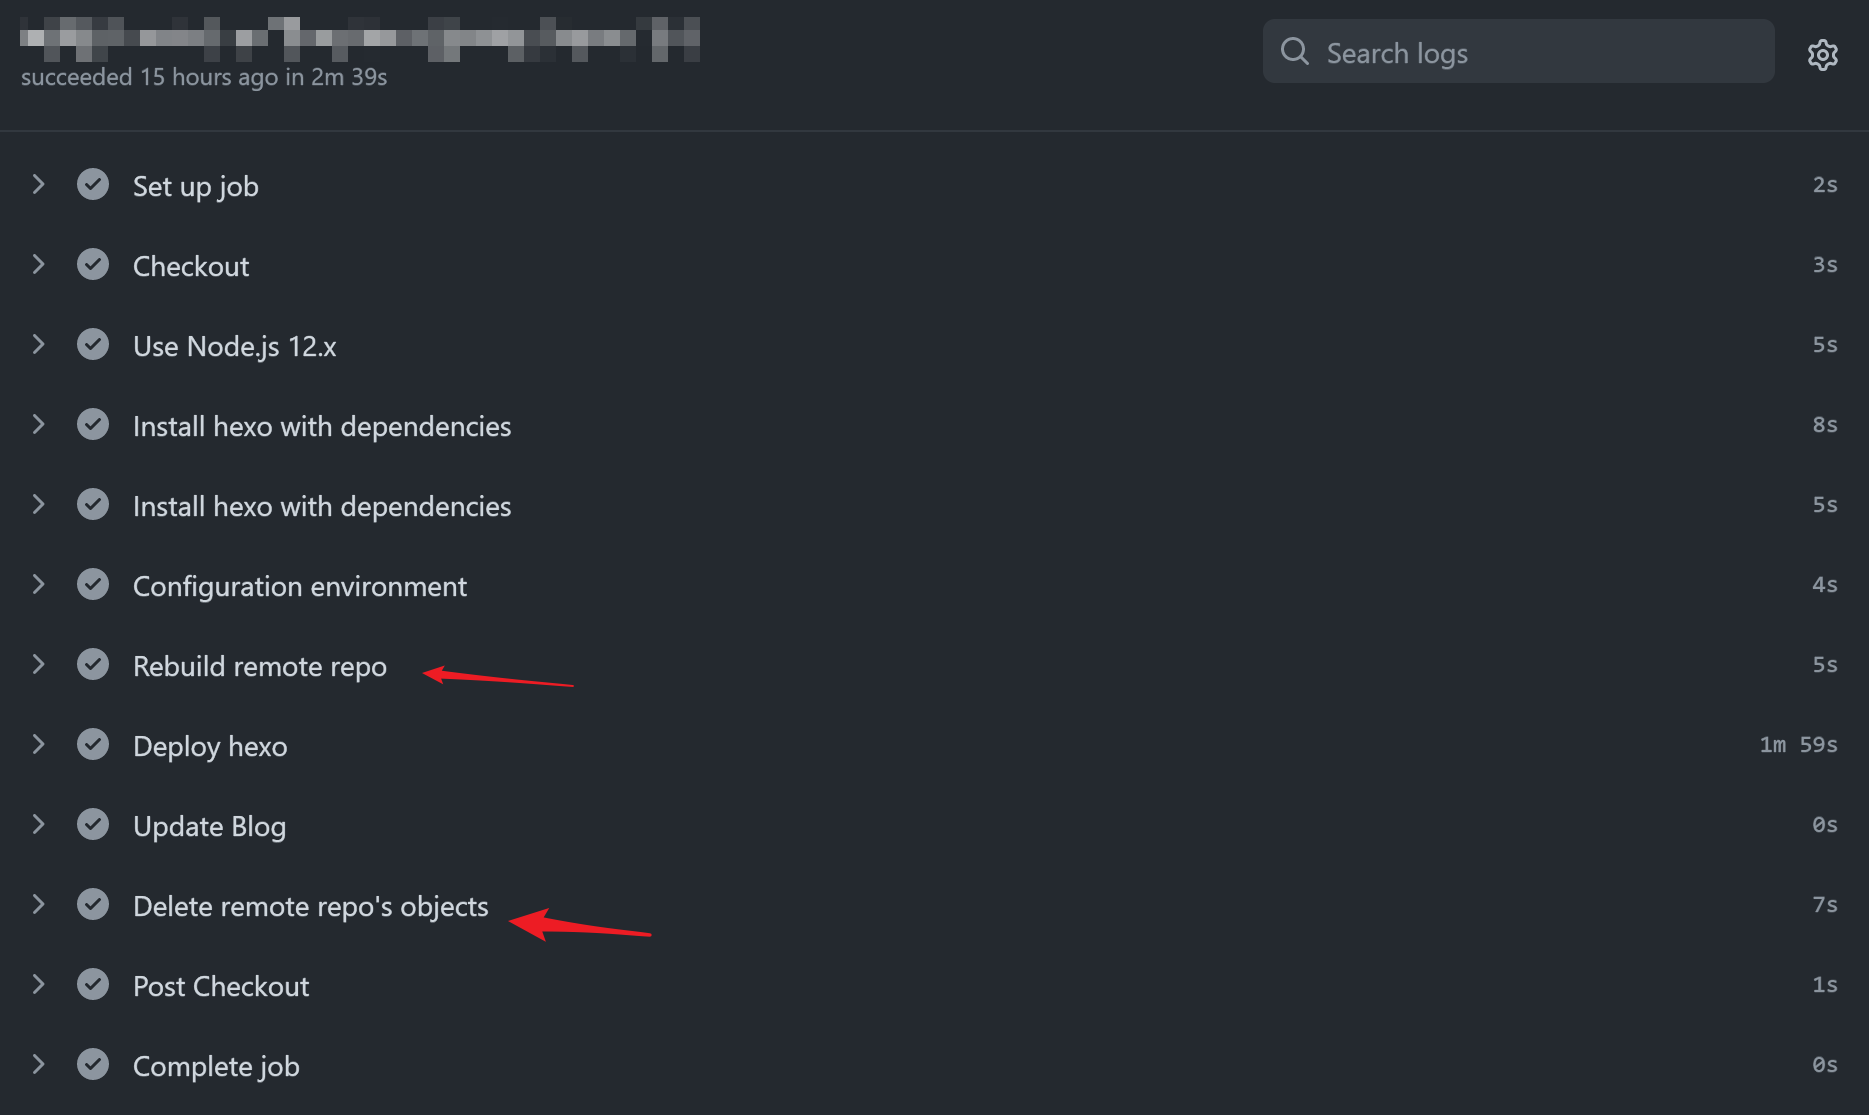 succeeded 15 hours ago in 2m 39s
Search logs
Set up job 2s
Checkout 3s
Use Node.js 12.x 5s
Install hexo with dependencies 8s
Install hexo with dependencies 5s
Configuration environment 4s
Rebuild remote repo 5s
Deploy hexo 1m 59s
Update Blog 0s
Delete remote repo's objects 7s
Post Checkout 1s
Complete job 0s